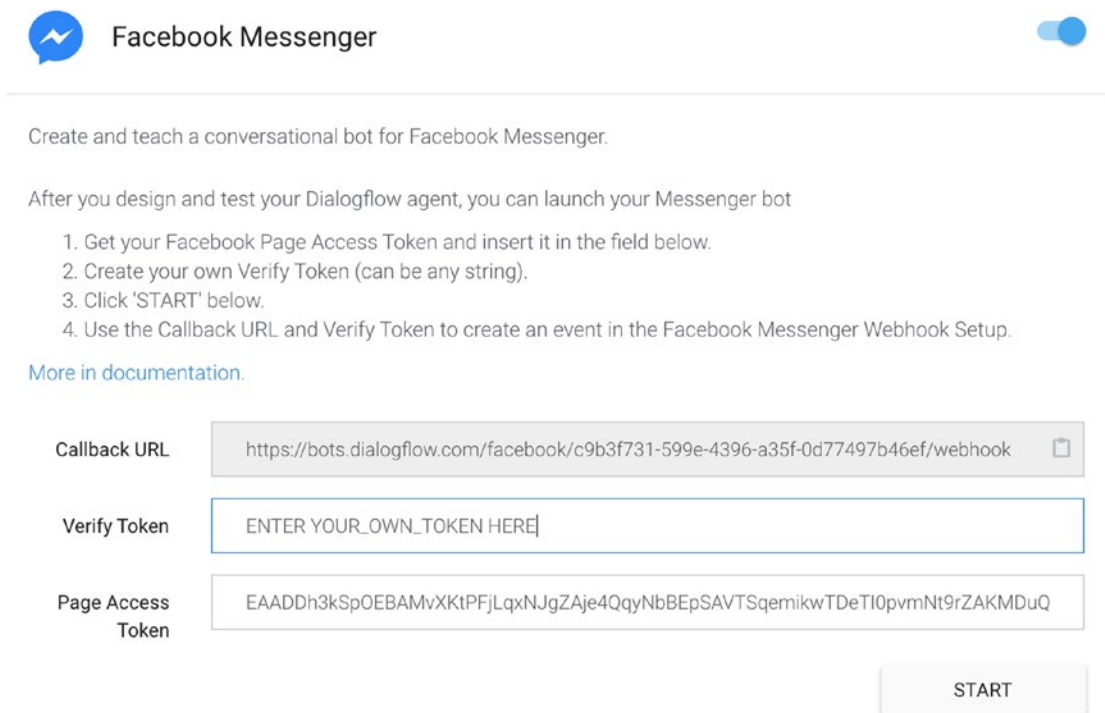 Facebook Messenger
Create and teach a conversational bot for Facebook Messenger.
After you design and test your Dialogflow agent, you can launch your Messenger bot
1. Get your Facebook Page Access Token and insert it in the field below.
2. Create your own Verify Token (can be any string).
3. Click 'START' below.
4. Use the Callback URL and Verify Token to create an event in the Facebook Messenger Webhook Setup.
More in documentation.
Callback URL https://bots.dialogflow.com/facebook/c9b3f731-599e-4396-a35f-0d77497b46ef/webhook
Verify Token ENTER YOUR_OWN_TOKEN HERE
Page Access EAADDh3kSpOEBAMvXKtPFjLqxNJgZAje4QqyNbBEpSAVTSqemikwTDeTI0pvmNt9rZAKMDuQ
Token
START